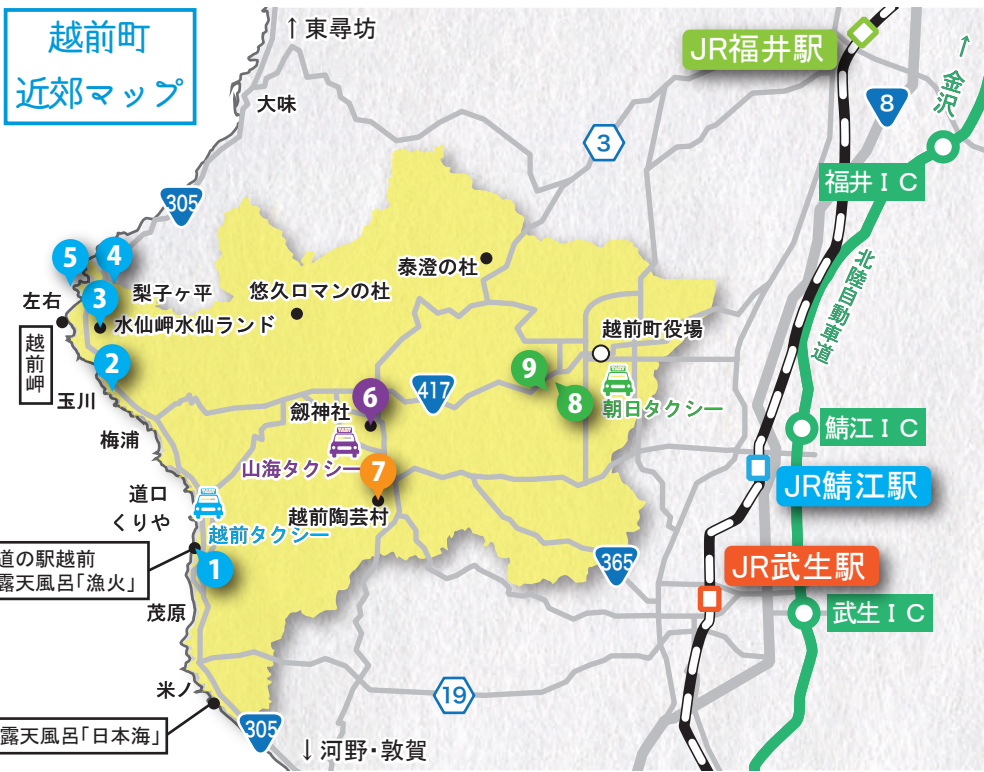 越前町
近郊マップ
↑東尋坊
大味
JR福井駅
↑金沢
8
3
福井IC
305
北陸自動車道
5
4
3
梨子ヶ平
悠久ロマンの杜
泰澄の杜
左右
水仙岬水仙ランド
越前岬
2
越前町役場
玉川
9
8
417
6
朝日タクシー
劔神社
梅浦
山海タクシー
7
鯖江IC
JR鯖江駅
道口
くりや
越前陶芸村
越前タクシー
道の駅越前
露天風呂「漁火」
1
365
JR武生駅
茂原
武生IC
米ノ
19
露天風呂「日本海」
305
↓河野・敦賀